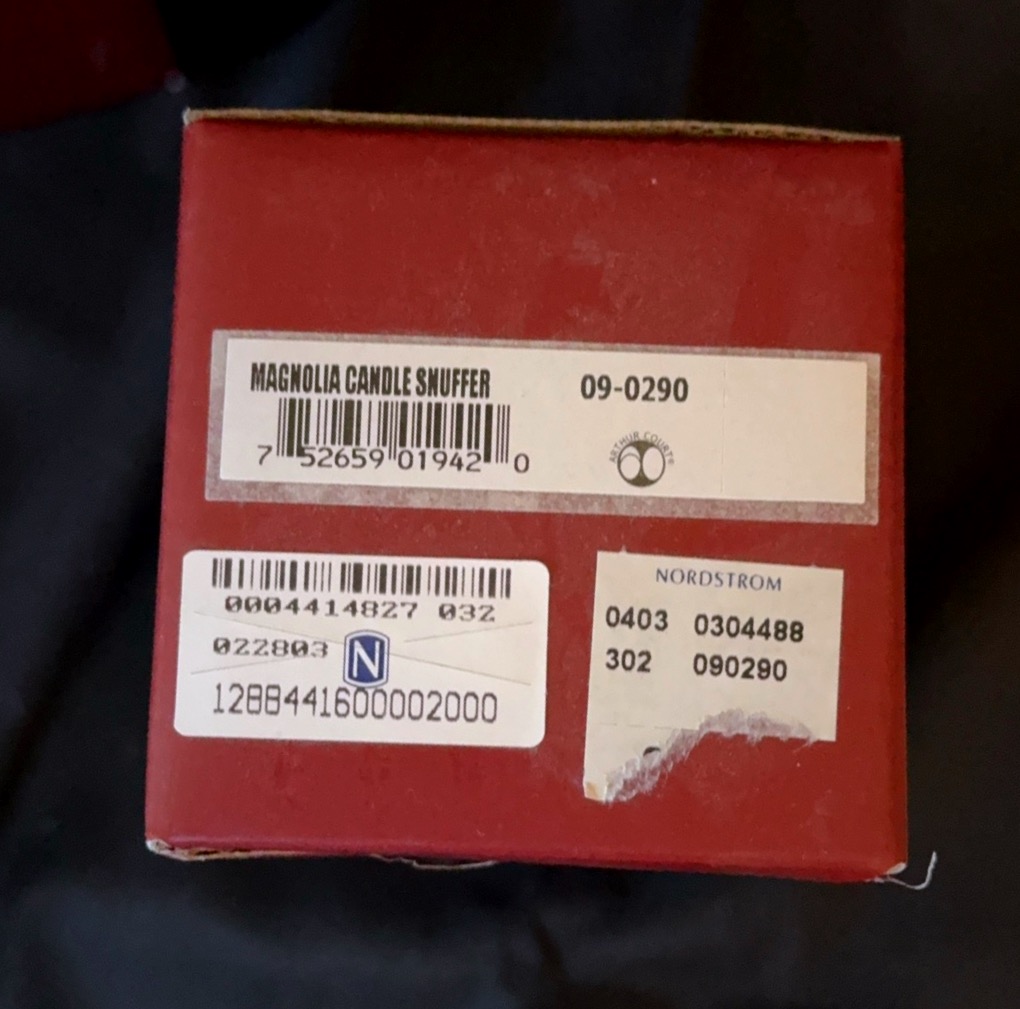 MAGNOLIA CANDLE SNUFFER
09-0290
7 52659 01942 0
ARTHUR COURT®
0004414827 032
022803 N
1288441600002000
NORDSTROM
0403 0304488
302 090290